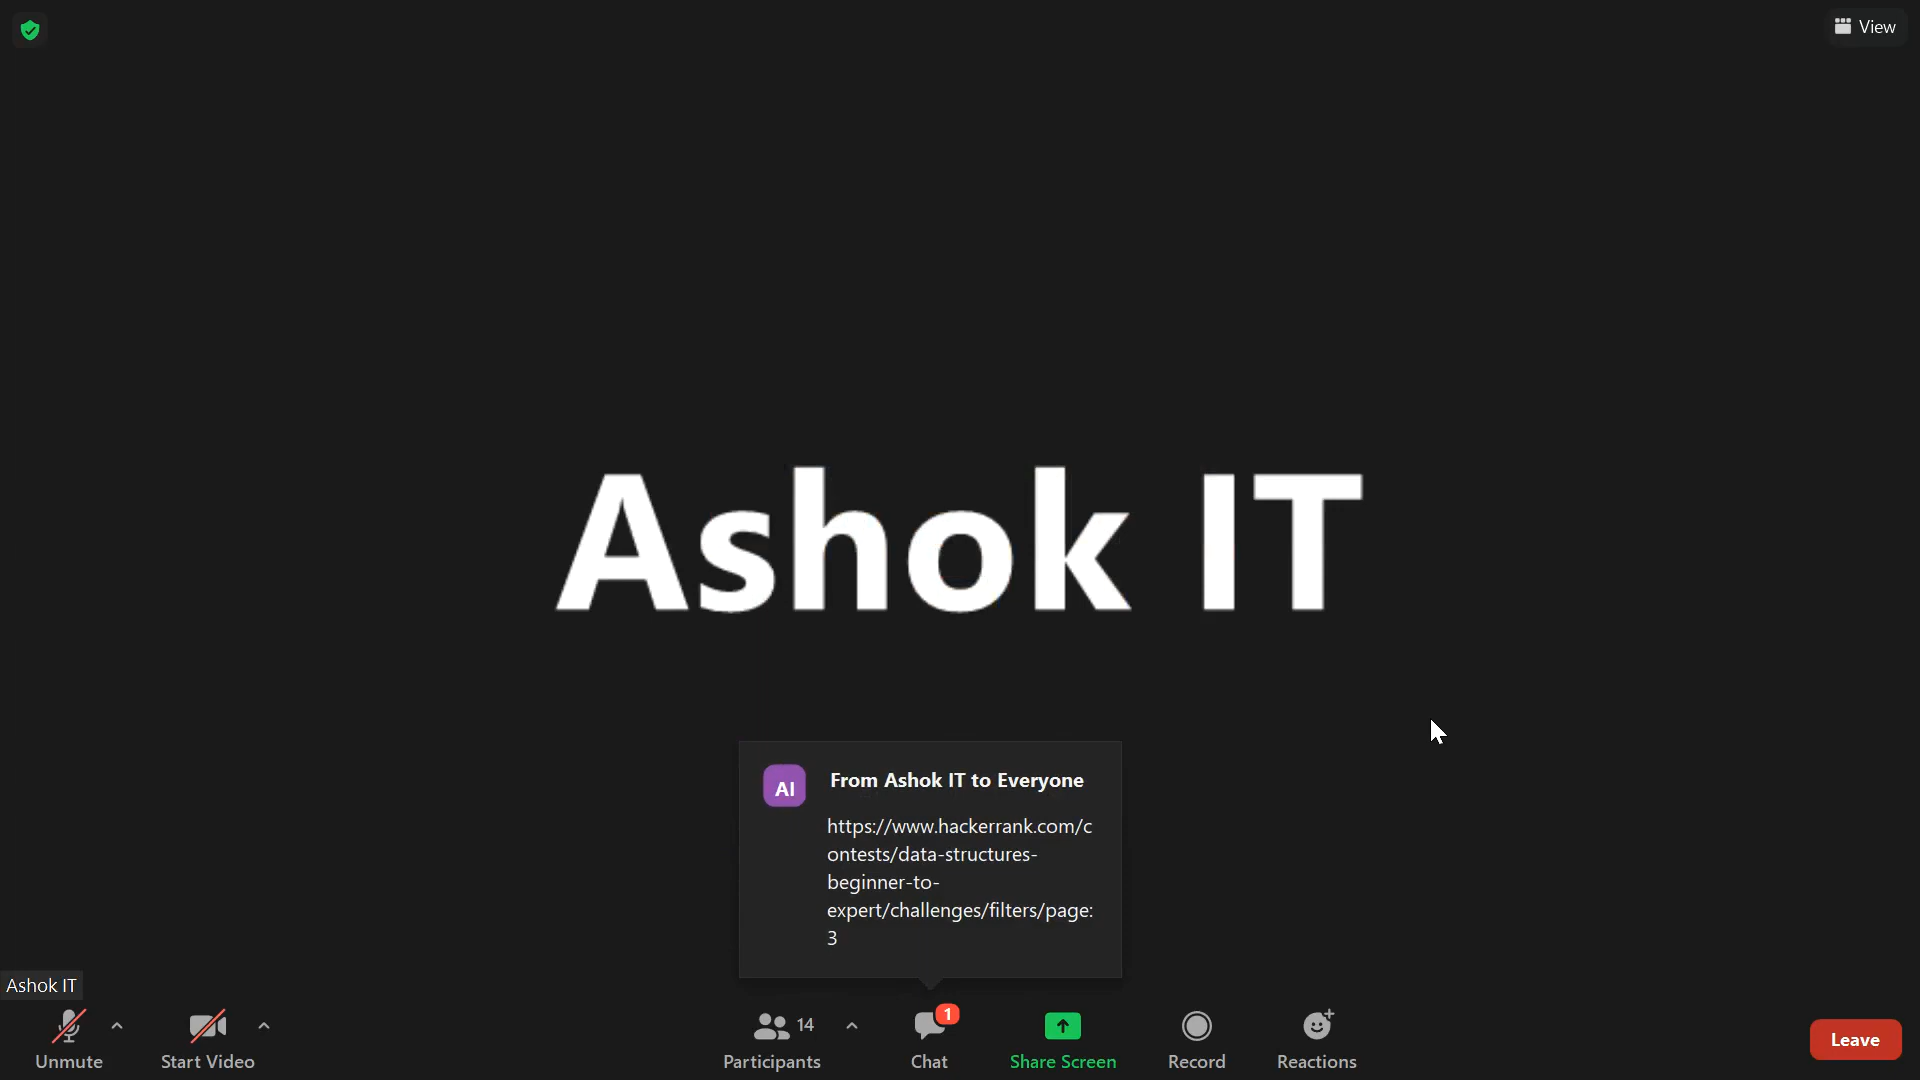 View
Ashok IT
AI
From Ashok IT to Everyone
https://www.hackerrank.com/c
ontests/data-structures-
beginner-to-
expert/challenges/filters/page:
3
Ashok IT
Unmute
Start Video
14
Participants
1
Chat
Share Screen
Record
Reactions
Leave